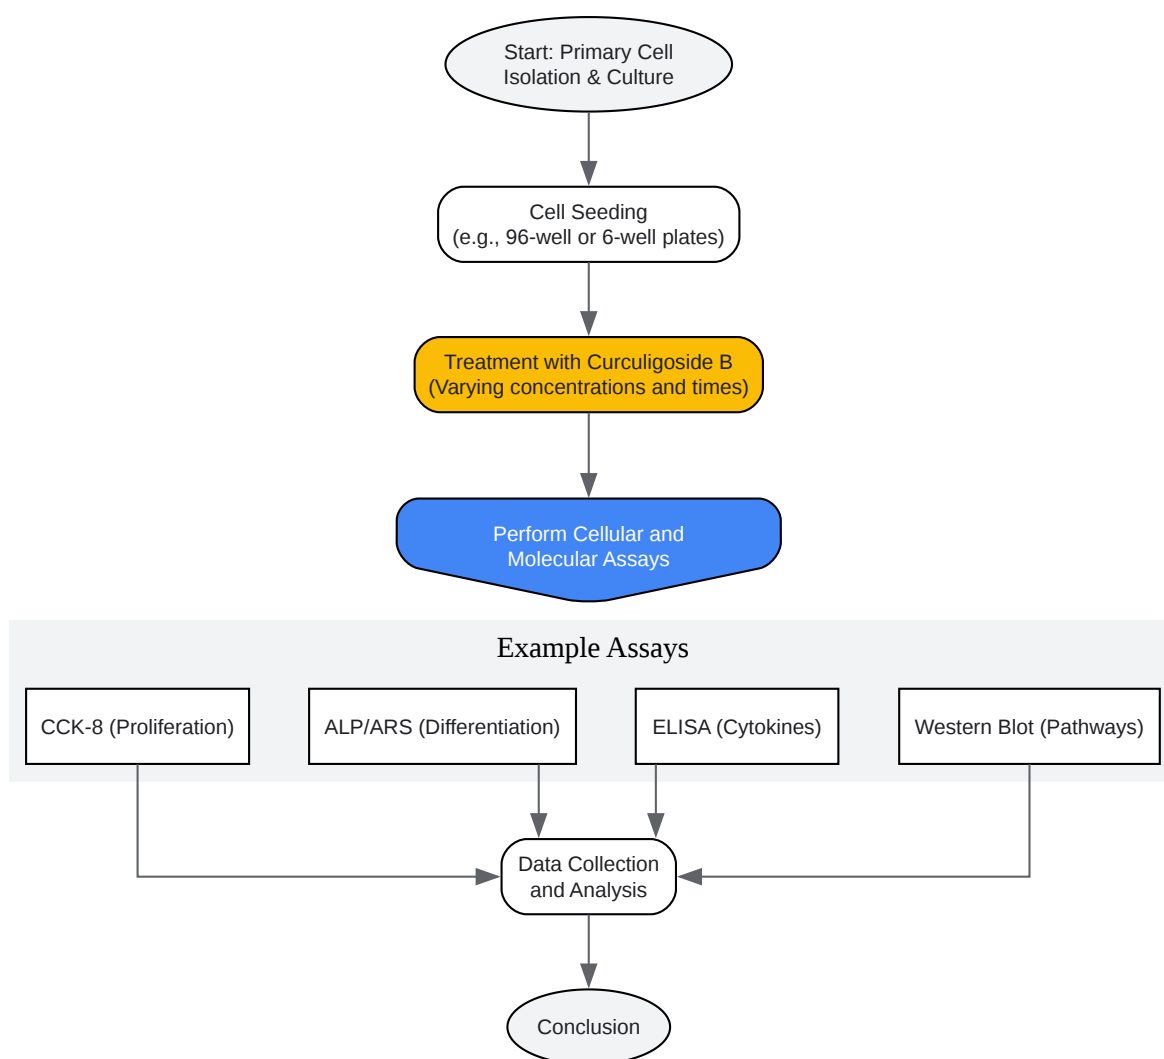 Start: Primary Cell
Isolation & Culture
Cell Seeding
(e.g., 96-well or 6-well plates)
Treatment with Curculigoside B
(Varying concentrations and times)
Perform Cellular and
Molecular Assays
Example Assays
CCK-8 (Proliferation)
ALP/ARS (Differentiation)
ELISA (Cytokines)
Western Blot (Pathways)
Data Collection
and Analysis
Conclusion